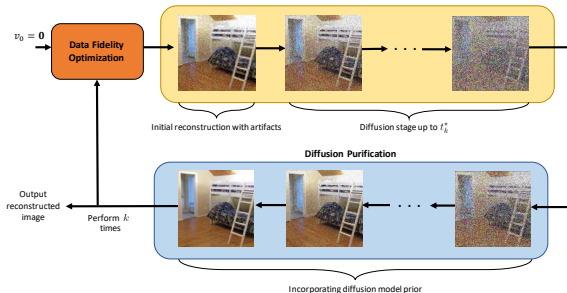 v₀ = 𝟎
Data Fidelity
Optimization
. . .
Initial reconstruction with artifacts
Diffusion stage up to t*ₖ
Diffusion Purification
Output
reconstructed
image
Perform k
times
. . .
Incorporating diffusion model prior